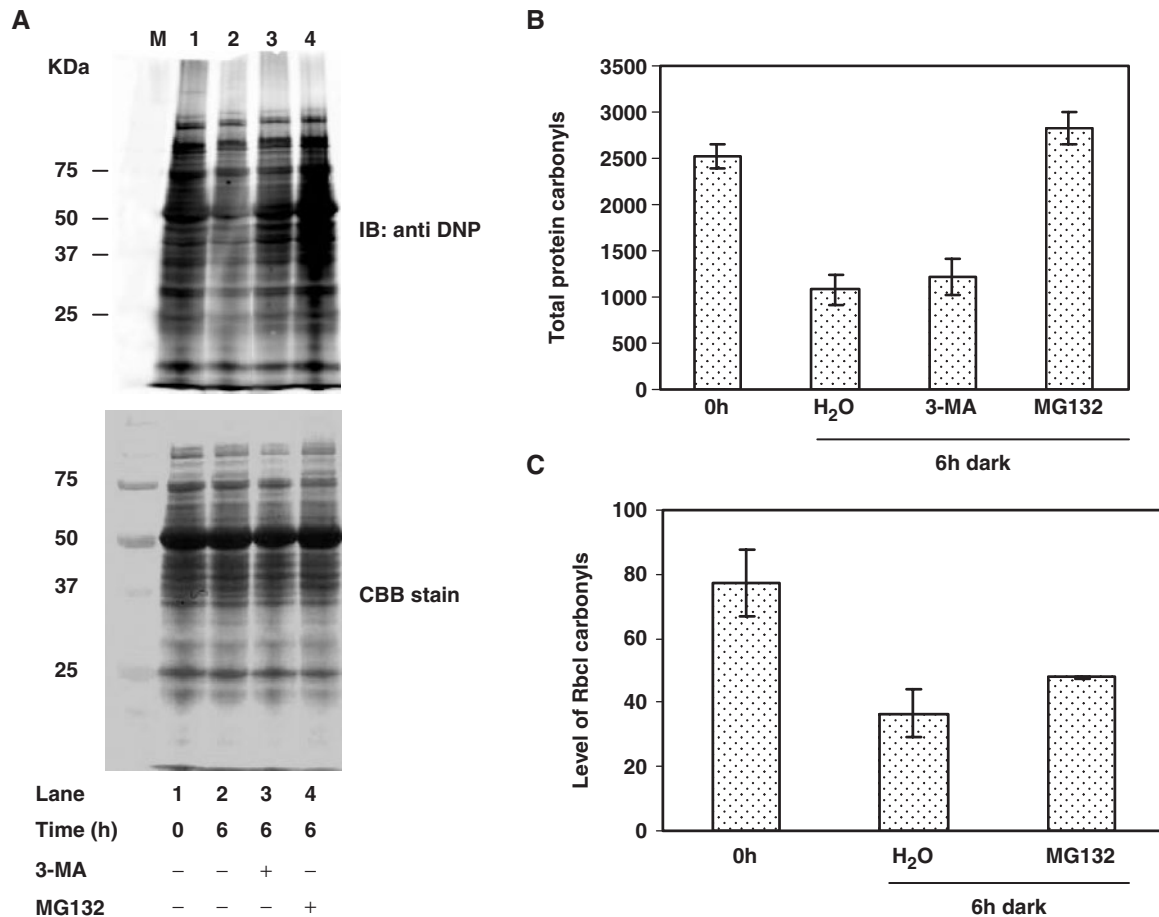 A
M 1 2 3 4
KDa
75
50
37
25
IB: anti DNP
75
50
37
25
CBB stain
Lane 1 2 3 4
Time (h) 0 6 6 6
3-MA – – + –
MG132 – – – +
B
Total protein carbonyls
3500
3000
2500
2000
1500
1000
500
0
0h H₂O 3-MA MG132
6h dark
C
Level of Rbcl carbonyls
100
80
60
40
20
0
0h H₂O MG132
6h dark